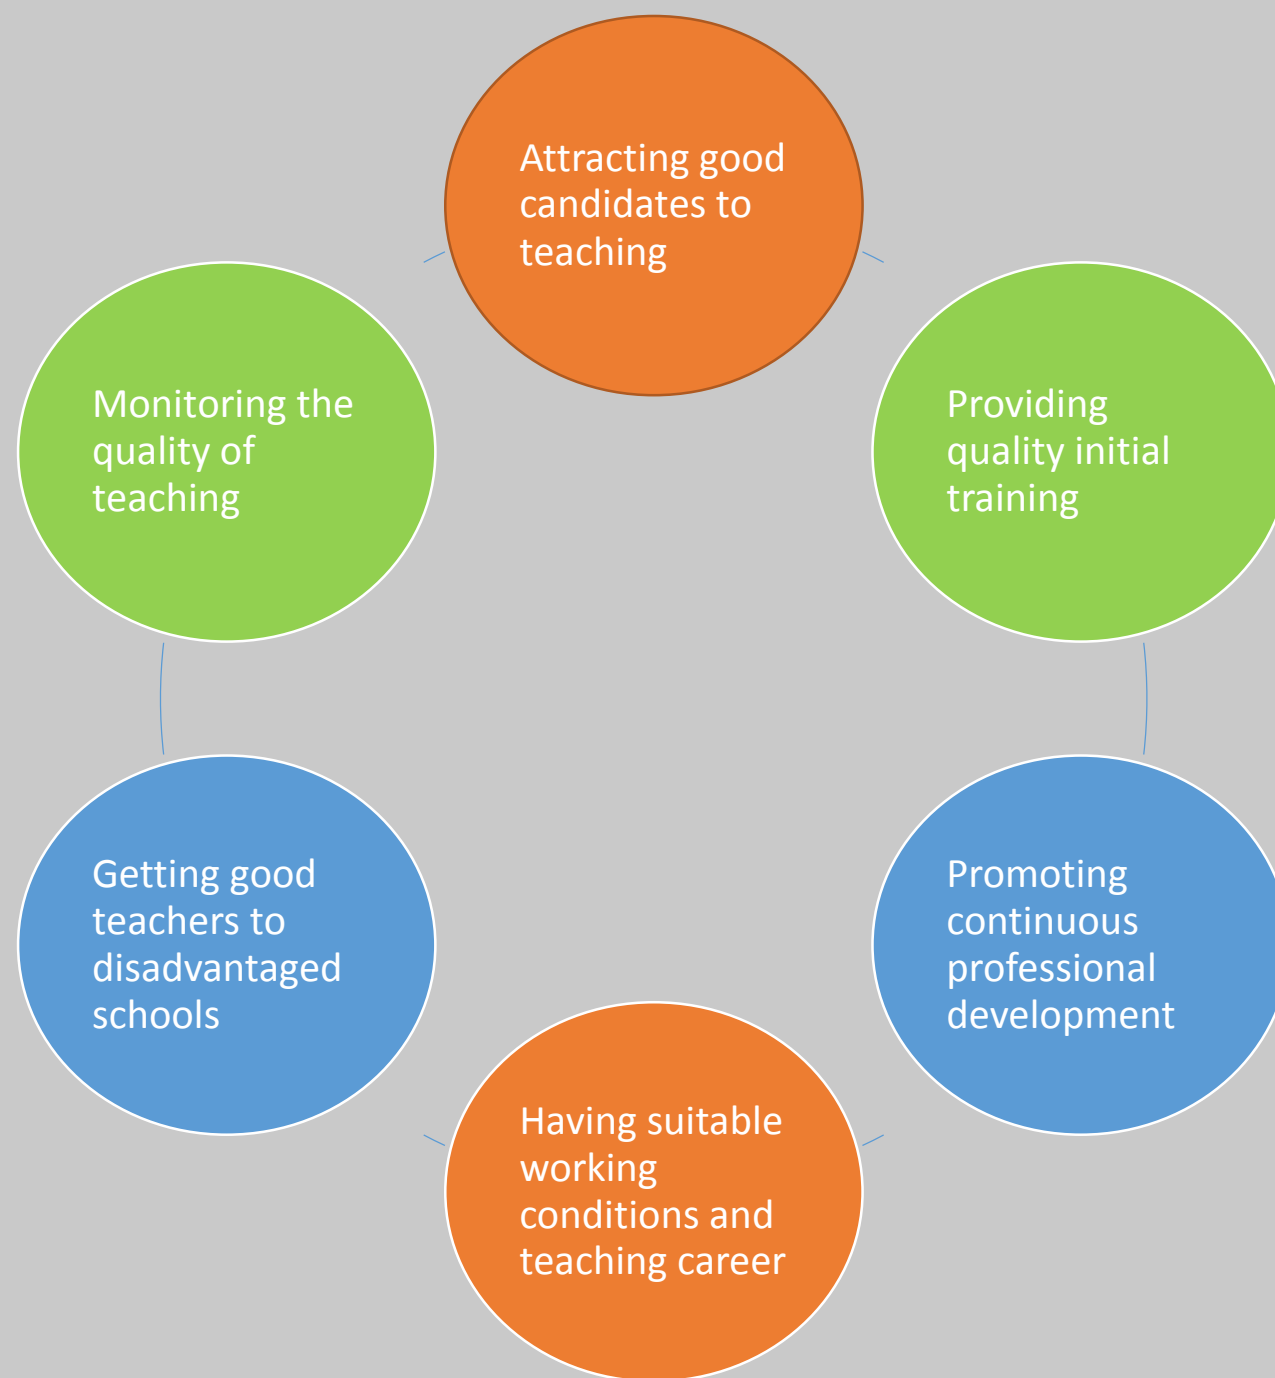 Attracting good
candidates to
teaching
Providing
quality initial
training
Promoting
continuous
professional
development
Having suitable
working
conditions and
teaching career
Getting good
teachers to
disadvantaged
schools
Monitoring the
quality of
teaching